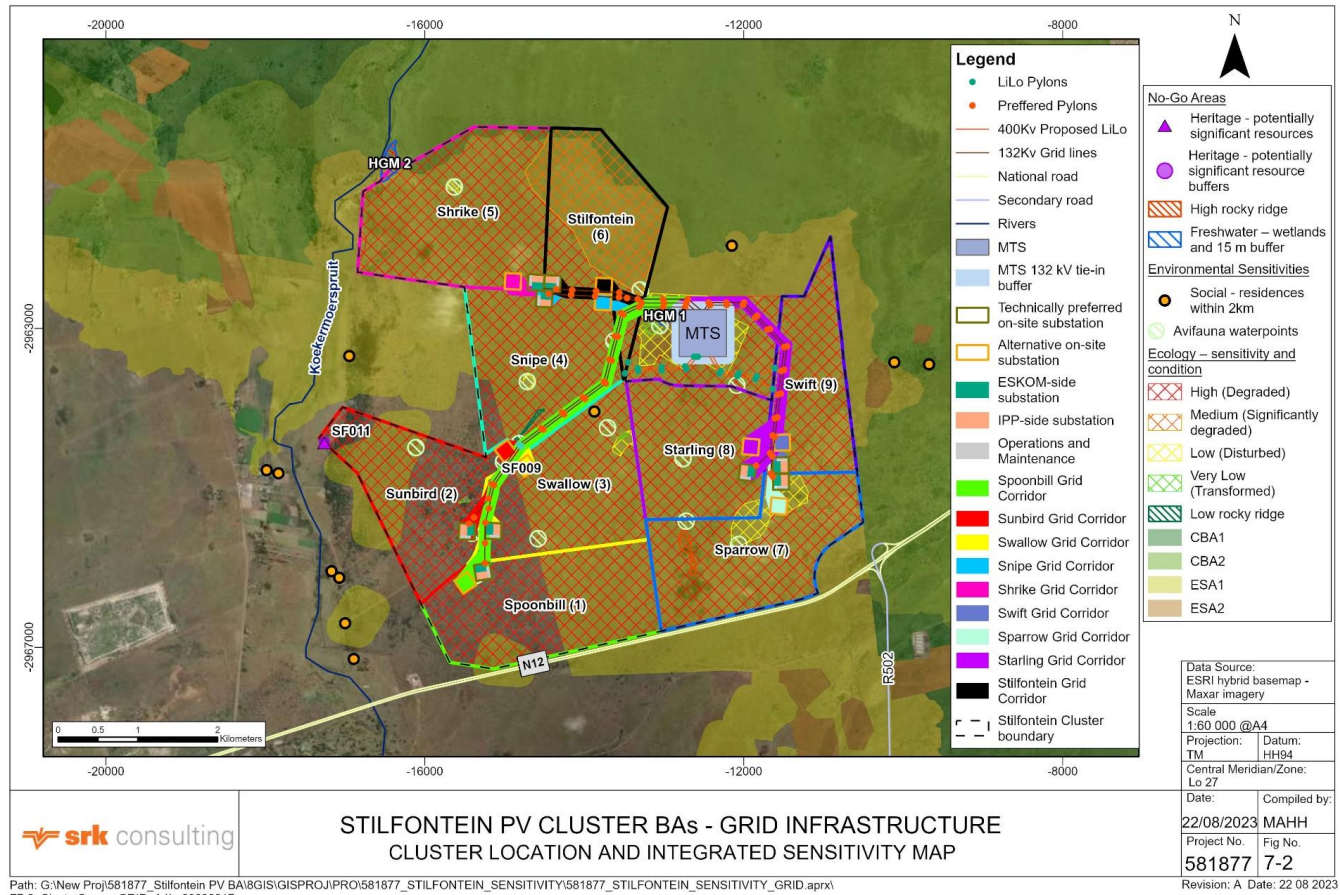 -20000
-16000
-12000
-8000
N
-2963000
-2967000
HGM 2
Shrike (5)
Stilfontein
(6)
Koekermoerspruit
HGM 1
MTS
Snipe (4)
Swift (9)
SF011
SF009
Starling (8)
Sunbird (2)
Swallow (3)
Sparrow (7)
Spoonbill (1)
N12
R502
0 0.5 1 2
Kilometers
-20000
-16000
-12000
-8000
Legend
LiLo Pylons
Preffered Pylons
400Kv Proposed LiLo
132Kv Grid lines
National road
Secondary road
Rivers
MTS
MTS 132 kV tie-in
buffer
Technically preferred
on-site substation
Alternative on-site
substation
ESKOM-side
substation
IPP-side substation
Operations and
Maintenance
Spoonbill Grid
Corridor
Sunbird Grid Corridor
Swallow Grid Corridor
Snipe Grid Corridor
Shrike Grid Corridor
Swift Grid Corridor
Sparrow Grid Corridor
Starling Grid Corridor
Stilfontein Grid
Corridor
Stilfontein Cluster
boundary
No-Go Areas
Heritage - potentially
significant resources
Heritage - potentially
significant resource
buffers
High rocky ridge
Freshwater – wetlands
and 15 m buffer
Environmental Sensitivities
Social - residences
within 2km
Avifauna waterpoints
Ecology – sensitivity and
condition
High (Degraded)
Medium (Significantly
degraded)
Low (Disturbed)
Very Low
(Transformed)
Low rocky ridge
CBA1
CBA2
ESA1
ESA2
Data Source:
ESRI hybrid basemap -
Maxar imagery
Scale
1:60 000 @A4
Projection:
TM
Datum:
HH94
Central Meridian/Zone:
Lo 27
Date:
22/08/2023
Compiled by:
MAHH
Project No.
581877
Fig No.
7-2
srk consulting
STILFONTEIN PV CLUSTER BAs - GRID INFRASTRUCTURE
CLUSTER LOCATION AND INTEGRATED SENSITIVITY MAP
Path: G:\New Proj\581877_Stilfontein PV BA\8GIS\GISPROJ\PRO\581877_STILFONTEIN_SENSITIVITY\581877_STILFONTEIN_SENSITIVITY_GRID.aprx\
Revision: A Date: 22 08 2023